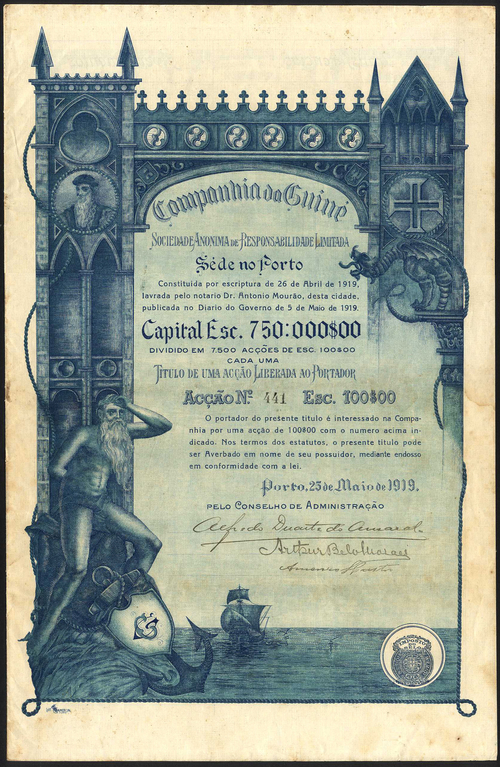 Companhia da Guiné
SOCIEDADE ANONIMA DE RESPONSABILIDADE LIMITADA
Séde no Porto
Constituida por escriptura de 26 de Abril de 1919,
lavrada pelo notario Dr. Antonio Mourão, desta cidade,
publicada no Diario do Governo de 5 de Maio de 1919.
Capital Esc. 750:000$00
DIVIDIDO EM 7.500 ACÇÕES DE ESC. 100$00
CADA UMA
TITULO DE UMA ACÇÃO LIBERADA AO PORTADOR
Acção Nº 441 Esc. 100$00
O portador do presente titulo é interessado na Compa-
nhia por uma acção de 100$00 com o numero acima in-
dicado. Nos termos dos estatutos, o presente titulo pode
ser Averbado em nome de seu possuidor, mediante endosso
em conformidade com a lei.
Porto, 25 de Maio de 1919.
PELO CONSELHO DE ADMINISTRAÇÃO
Alfredo Duarte do Amaral
Arthur Belo Moraes
IMPOSTO